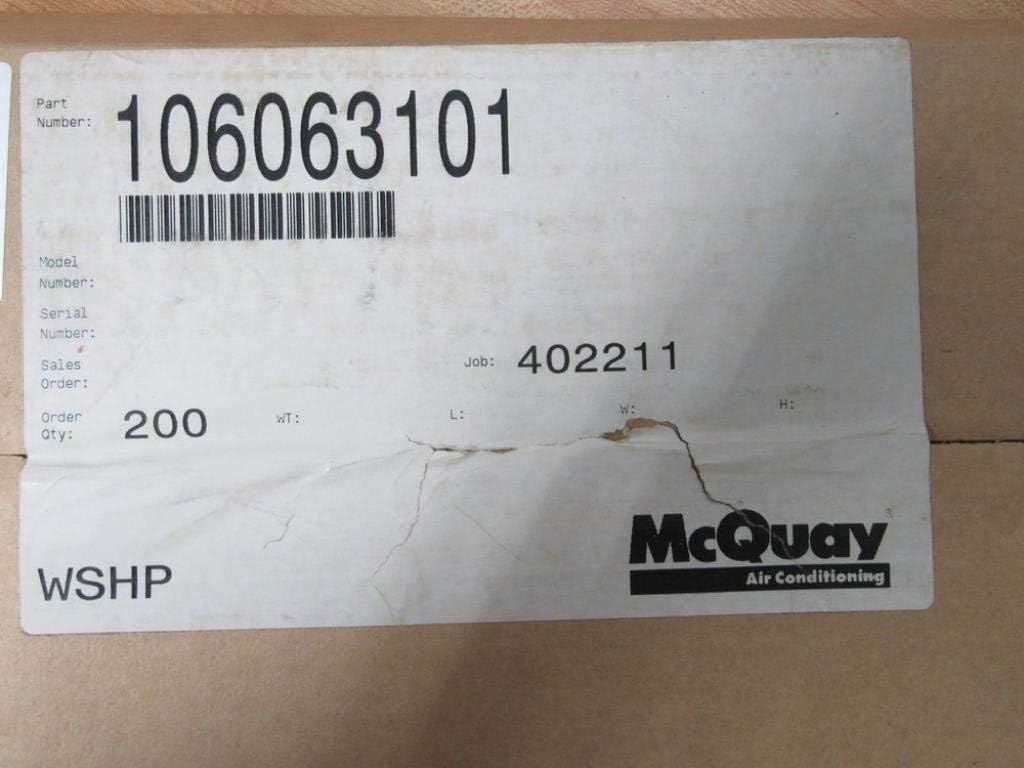 Part
Number: 106063101
Model
Number:
Serial
Number:
Sales
Order:
Job: 402211
Order
Qty: 200 WT: L: W: H:
WSHP
McQuay
Air Conditioning